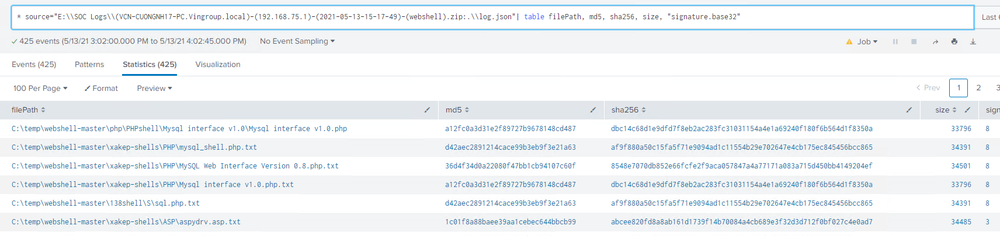 * source="E:\\SOC Logs\\(VCN-CUONGNH17-PC.Vingroup.local)-(192.168.75.1)-(2021-05-13-15-17-49)-(webshell).zip:.\\log.json"| table filePath, md5, sha256, size, "signature.base32"
Last 6
425 events (5/13/21 3:02:00.000 PM to 5/13/21 4:02:45.000 PM) No Event Sampling Job
Events (425) Patterns Statistics (425) Visualization
100 Per Page Format Preview Prev 1 2 3
filePath md5 sha256 size sign
C:\temp\webshell-master\php\PHPshell\Mysql interface v1.0\Mysql interface v1.0.php a12fc0a3d31e2f89727b9678148cd487 dbc14c68d1e9dfd7f8eb2ac283fc31031154a4e1a69240f180f6b564d1f8350a 33796 8
C:\temp\webshell-master\xakep-shells\PHP\mysql_shell.php.txt d42aec2891214cace99b3eb9f3e21a63 af9f880a50c15fa5f71e9094ad1c11554b29e702647e4cb175ec845456bcc865 34391 8
C:\temp\webshell-master\xakep-shells\PHP\MySQL Web Interface Version 0.8.php.txt 36d4f34d0a22080f47bb1cb94107c60f 8548e7070db852e66fcfe2f9aca057847a4a77171a083a715d450bb4149204ef 34501 8
C:\temp\webshell-master\xakep-shells\PHP\Mysql interface v1.0.php.txt a12fc0a3d31e2f89727b9678148cd487 dbc14c68d1e9dfd7f8eb2ac283fc31031154a4e1a69240f180f6b564d1f8350a 33796 8
C:\temp\webshell-master\138shell\S\sql.php.txt d42aec2891214cace99b3eb9f3e21a63 af9f880a50c15fa5f71e9094ad1c11554b29e702647e4cb175ec845456bcc865 34391 8
C:\temp\webshell-master\xakep-shells\ASP\aspydrv.asp.txt 1c01f8a88baee39aa1cebec644bbcb99 abcee820fd8a8ab161d1739f14b70084a4cb689e3f32d3d712f0bf027c4e0ad7 34485 3